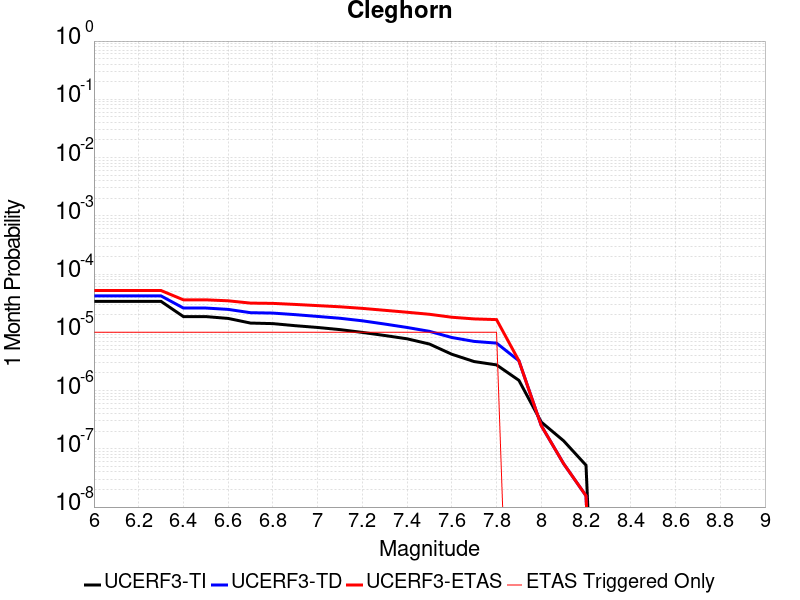 Cleghorn
1 Month Probability
10^0
10^-1
10^-2
10^-3
10^-4
10^-5
10^-6
10^-7
10^-8
6 6.2 6.4 6.6 6.8 7 7.2 7.4 7.6 7.8 8 8.2 8.4 8.6 8.8 9
Magnitude
UCERF3-TI UCERF3-TD UCERF3-ETAS ETAS Triggered Only